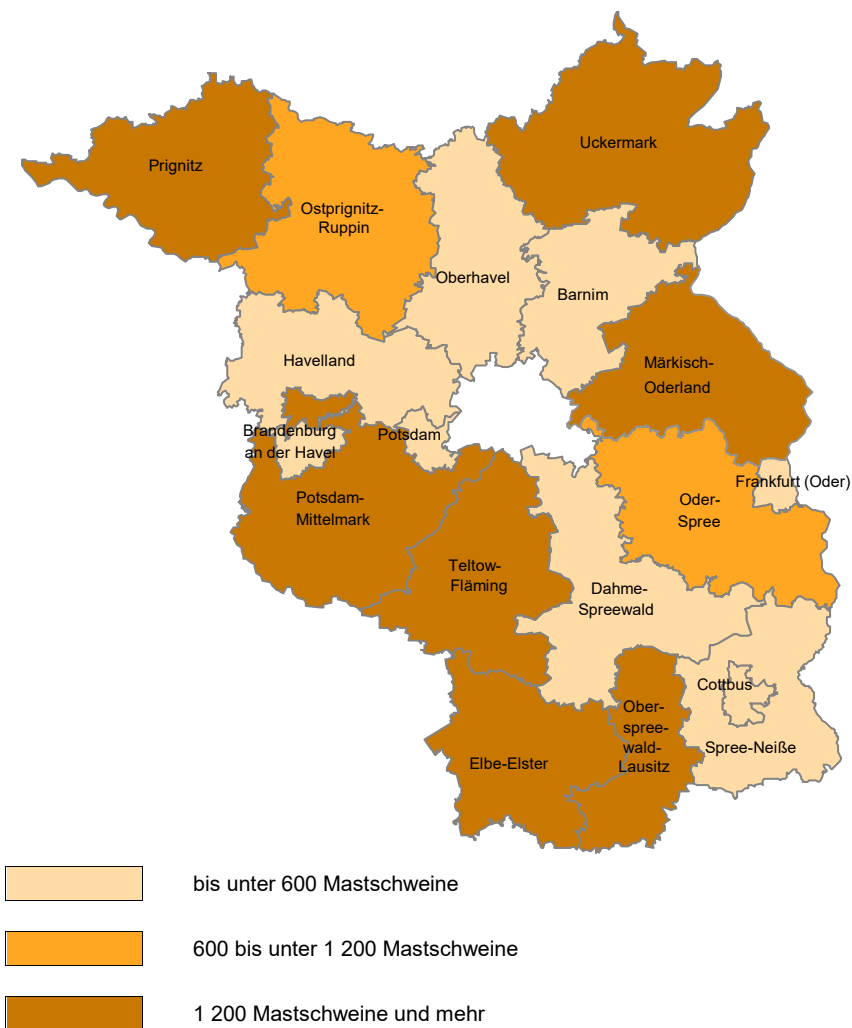 Uckermark
Prignitz
Ostprignitz-
Ruppin
Oberhavel
Barnim
Havelland
Märkisch-
Oderland
Brandenburg
an der Havel
Potsdam
Frankfurt (Oder)
Potsdam-
Mittelmark
Oder-
Spree
Teltow-
Fläming
Dahme-
Spreewald
Cottbus
Ober-
spree-
wald-
Lausitz
Spree-Neiße
Elbe-Elster
bis unter 600 Mastschweine
600 bis unter 1 200 Mastschweine
1 200 Mastschweine und mehr